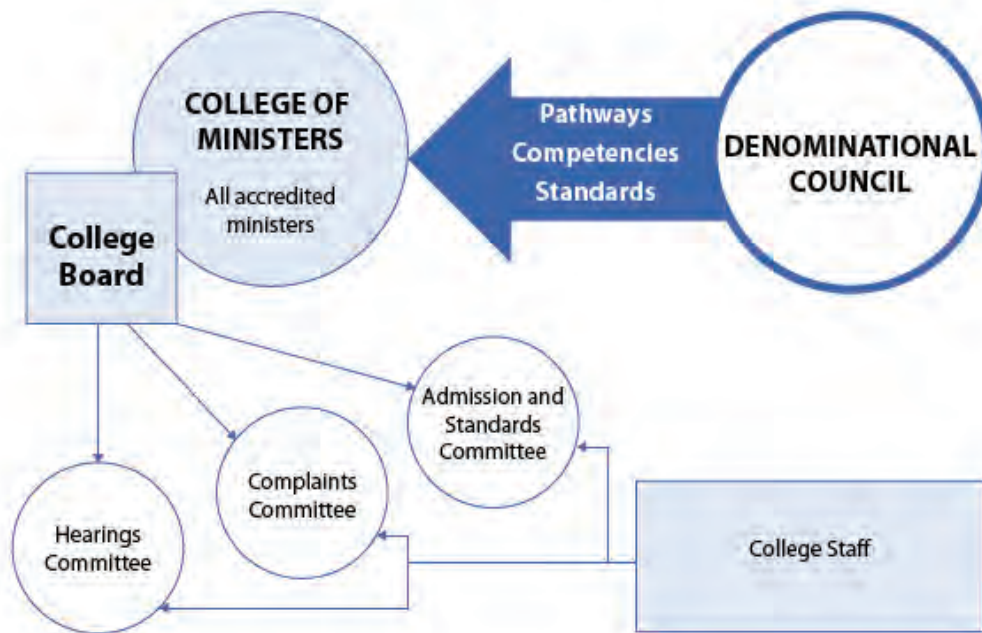 COLLEGE OF
MINISTERS
All accredited
ministers
Pathways
Competencies
Standards
DENOMINATIONAL
COUNCIL
College
Board
Admission and
Standards
Committee
Complaints
Committee
Hearings
Committee
College Staff